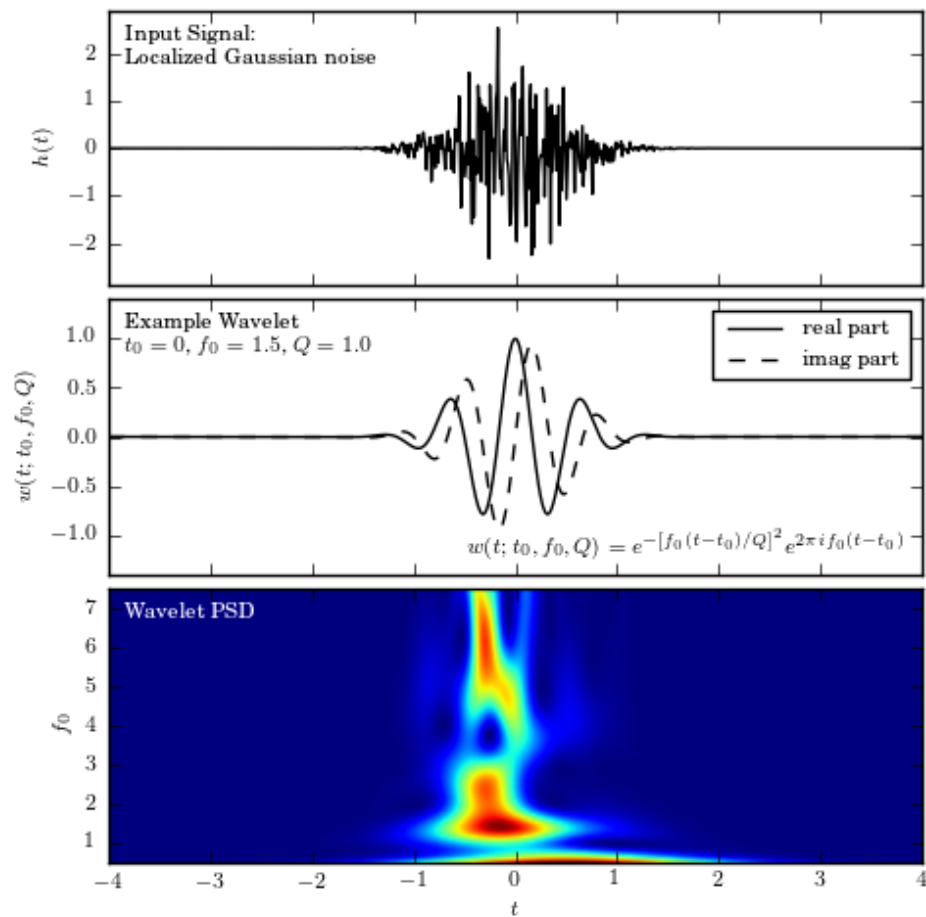 Input Signal:
Localized Gaussian noise
h(t)
2
1
0
−1
−2
Example Wavelet
t₀ = 0, f₀ = 1.5, Q = 1.0
real part
imag part
w(t; t₀, f₀, Q)
1.0
0.5
0.0
−0.5
−1.0
w(t; t₀, f₀, Q) = e^{−[f₀(t−t₀)/Q]²} e^{2πif₀(t−t₀)}
Wavelet PSD
f₀
7
6
5
4
3
2
1
−4 −3 −2 −1 0 1 2 3 4
t